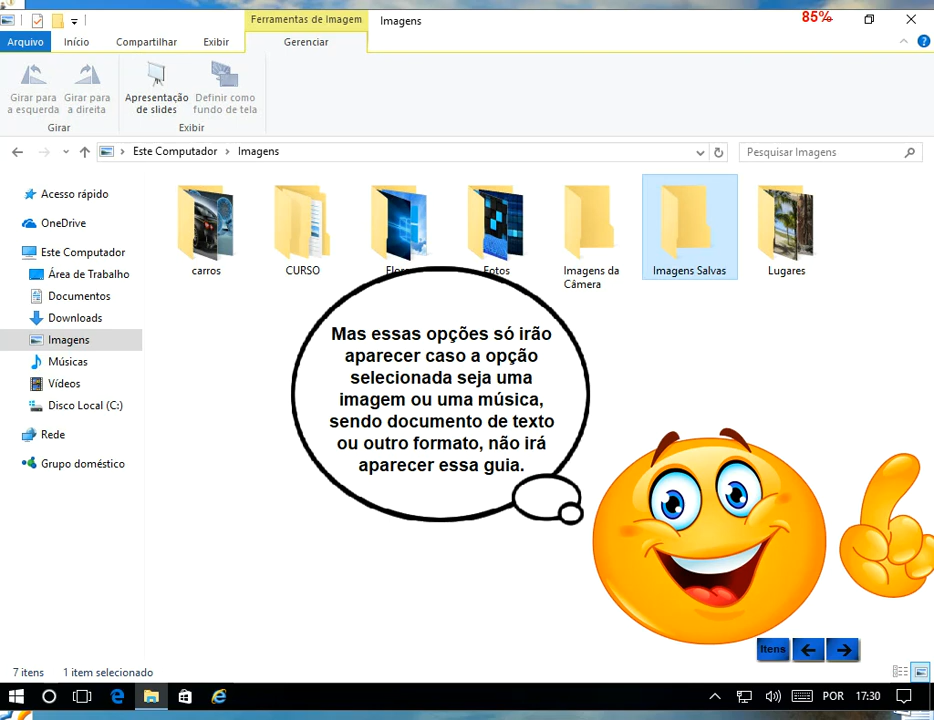 Ferramentas de Imagem
Imagens
85%
Arquivo
Início
Compartilhar
Exibir
Gerenciar
Girar para
a esquerda
Girar para
a direita
Apresentação
de slides
Definir como
fundo de tela
Girar
Exibir
Este Computador
Imagens
Pesquisar Imagens
Acesso rápido
OneDrive
Este Computador
Área de Trabalho
Documentos
Downloads
Imagens
Músicas
Vídeos
Disco Local (C:)
Rede
Grupo doméstico
carros
CURSO
Fotos
Imagens da
Câmera
Imagens Salvas
Lugares
Mas essas opções só irão
aparecer caso a opção
selecionada seja uma
imagem ou uma música,
sendo documento de texto
ou outro formato, não irá
aparecer essa guia.
Itens
7 itens
1 item selecionado
POR
17:30